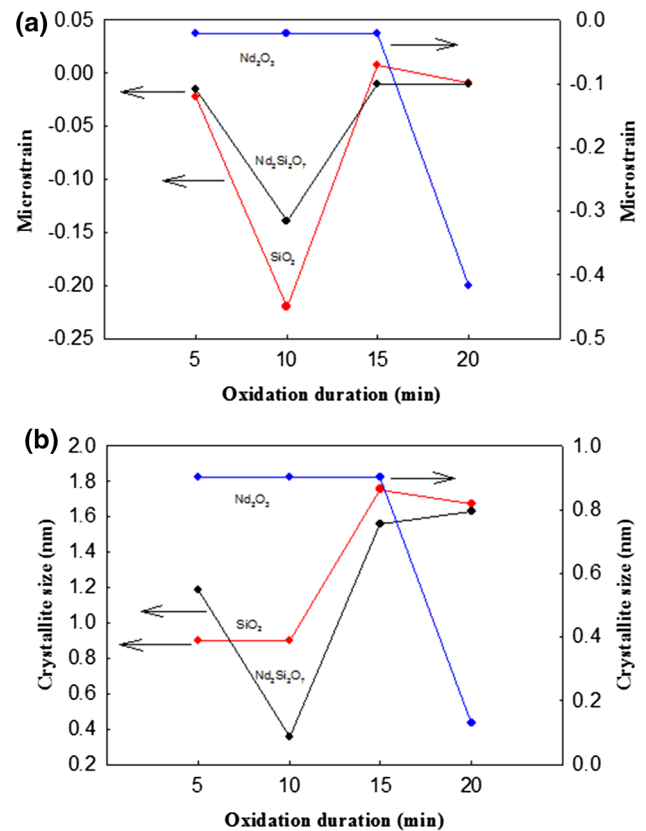 (a)
0.05
0.00
-0.05
-0.10
-0.15
-0.20
-0.25
Microstrain
0.0
-0.1
-0.2
-0.3
-0.4
-0.5
Microstrain
Nd₂O₃
Nd₂Si₂O₇
SiO₂
5 10 15 20
Oxidation duration (min)
(b)
2.0
1.8
1.6
1.4
1.2
1.0
0.8
0.6
0.4
0.2
Crystallite size (nm)
1.0
0.8
0.6
0.4
0.2
0.0
Crystallite size (nm)
Nd₂O₃
SiO₂
Nd₂Si₂O₇
5 10 15 20
Oxidation duration (min)